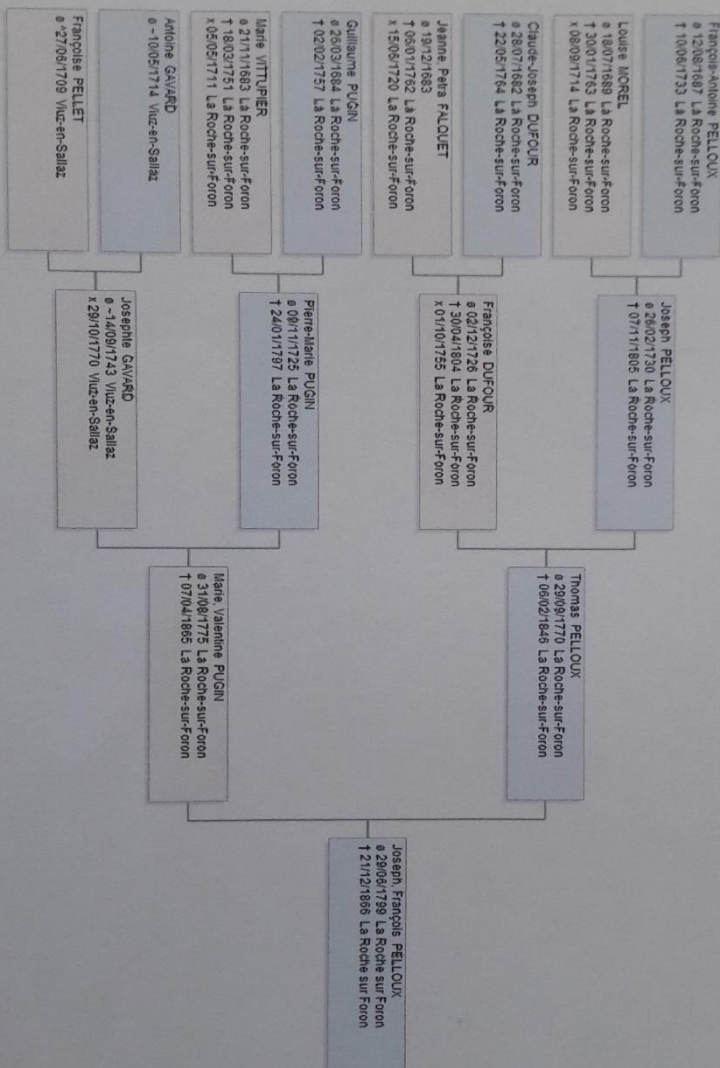 François-Antoine PELLOUX
ø 12/08/1687 La Roche-sur-Foron
† 10/06/1733 La Roche-sur-Foron
Louise MOREL
ø 18/07/1689 La Roche-sur-Foron
† 30/01/1763 La Roche-sur-Foron
x 08/09/1714 La Roche-sur-Foron
Claude-Joseph DUFOUR
ø 28/07/1682 La Roche-sur-Foron
† 22/05/1764 La Roche-sur-Foron
Jeanne, Petra FALQUET
ø 19/12/1683
† 06/01/1762 La Roche-sur-Foron
x 15/06/1720 La Roche-sur-Foron
Guillaume PUGIN
ø 26/03/1684 La Roche-sur-Foron
† 02/02/1757 La Roche-sur-Foron
Marie VITTUPIER
ø 21/11/1683 La Roche-sur-Foron
† 18/03/1751 La Roche-sur-Foron
x 05/05/1711 La Roche-sur-Foron
Antoine GAVARD
ø ~10/05/1714 Viuz-en-Sallaz
Françoise PELLET
ø ^27/06/1709 Viuz-en-Sallaz
Joseph PELLOUX
ø 26/02/1730 La Roche-sur-Foron
† 07/11/1805 La Roche-sur-Foron
Françoise DUFOUR
ø 02/12/1726 La Roche-sur-Foron
† 30/04/1804 La Roche-sur-Foron
x 01/10/1755 La Roche-sur-Foron
Pierre-Marie PUGIN
ø 09/11/1725 La Roche-sur-Foron
† 24/01/1797 La Roche-sur-Foron
Josephte GAVARD
ø ~14/09/1743 Viuz-en-Sallaz
x 29/10/1770 Viuz-en-Sallaz
Thomas PELLOUX
ø 29/09/1770 La Roche-sur-Foron
† 06/02/1846 La Roche-sur-Foron
Marie, Valentine PUGIN
ø 31/08/1775 La Roche-sur-Foron
† 07/04/1865 La Roche-sur-Foron
Joseph, François PELLOUX
ø 29/06/1799 La Roche sur Foron
† 21/12/1866 La Roche sur Foron